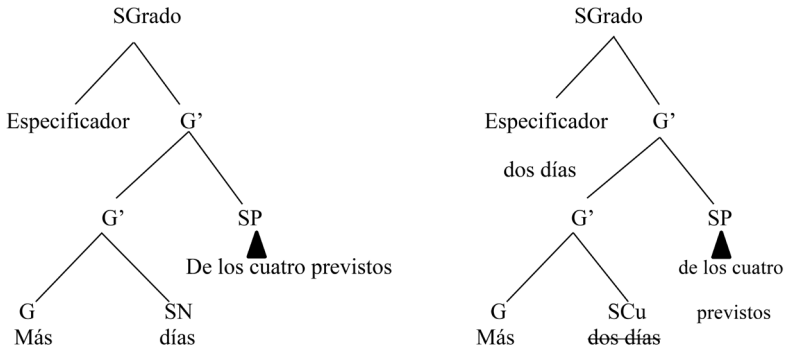 SGrado
Especificador G’
G’ SP
De los cuatro previstos
G SN
Más días
SGrado
Especificador G’
dos días
G’ SP
de los cuatro
G SCu previstos
Más dos días